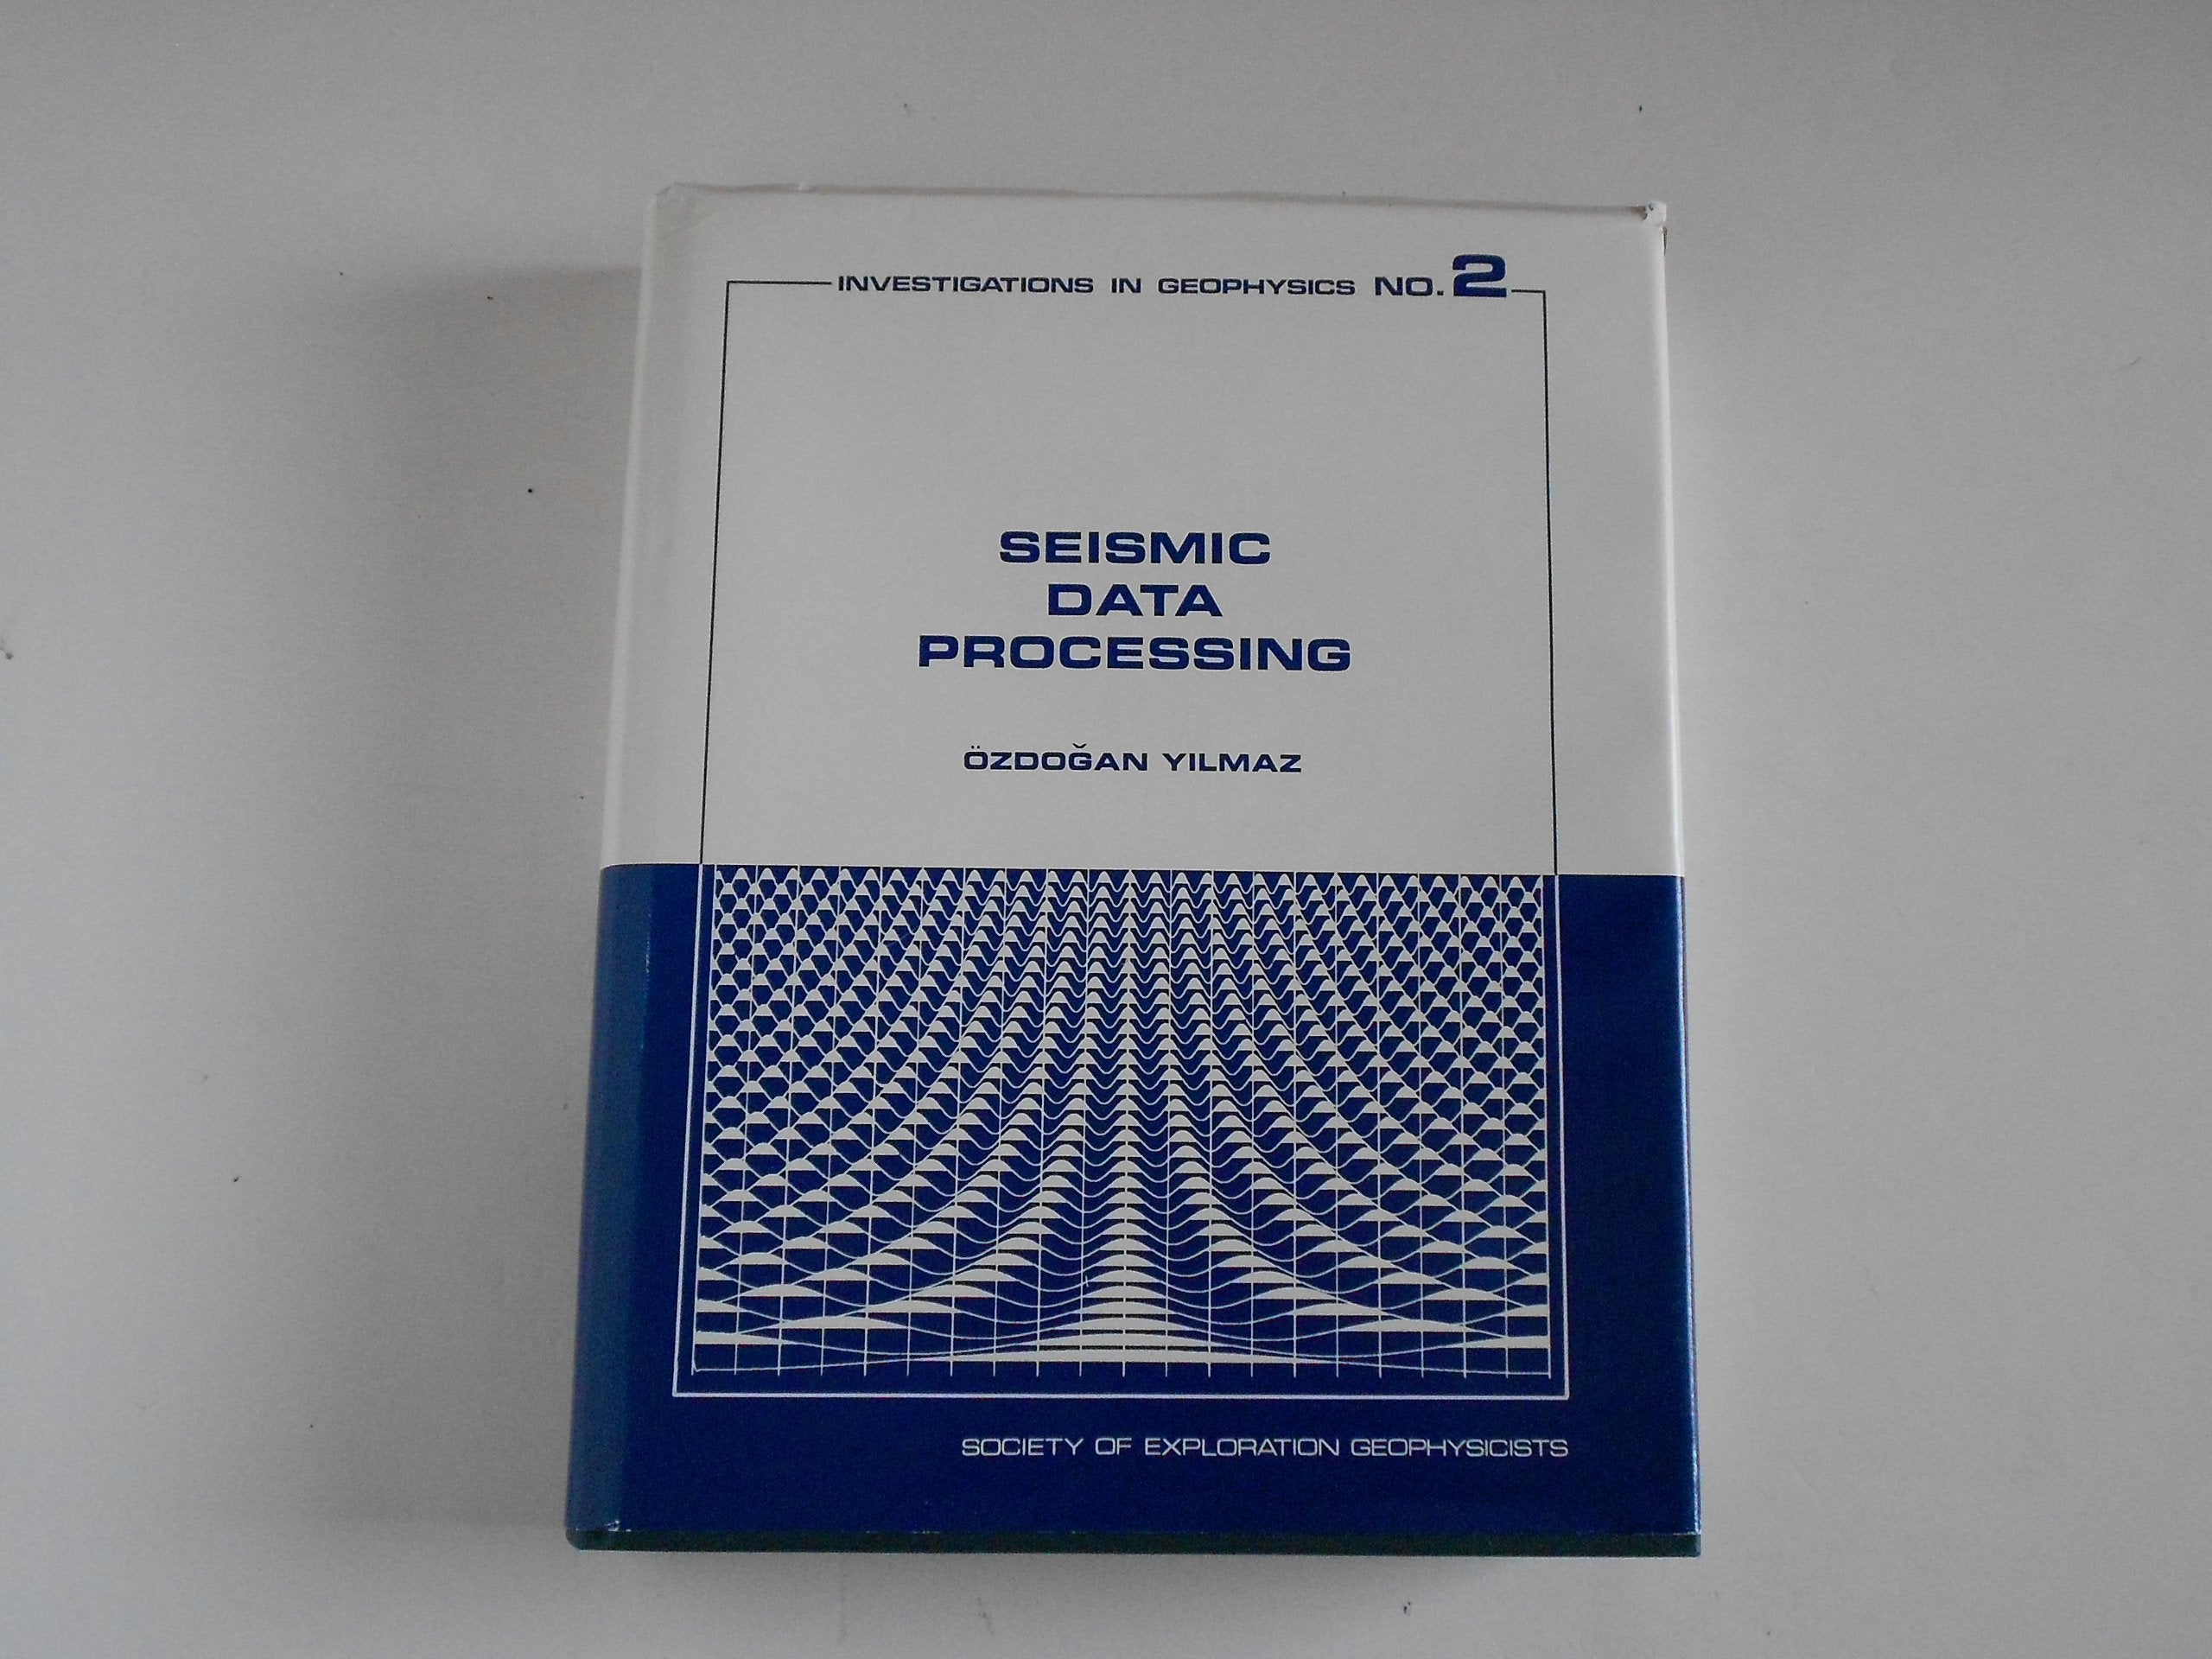 INVESTIGATIONS IN GEOPHYSICS NO. 2
SEISMIC
DATA
PROCESSING
ÖZDOĞAN YILMAZ
SOCIETY OF EXPLORATION GEOPHYSICISTS